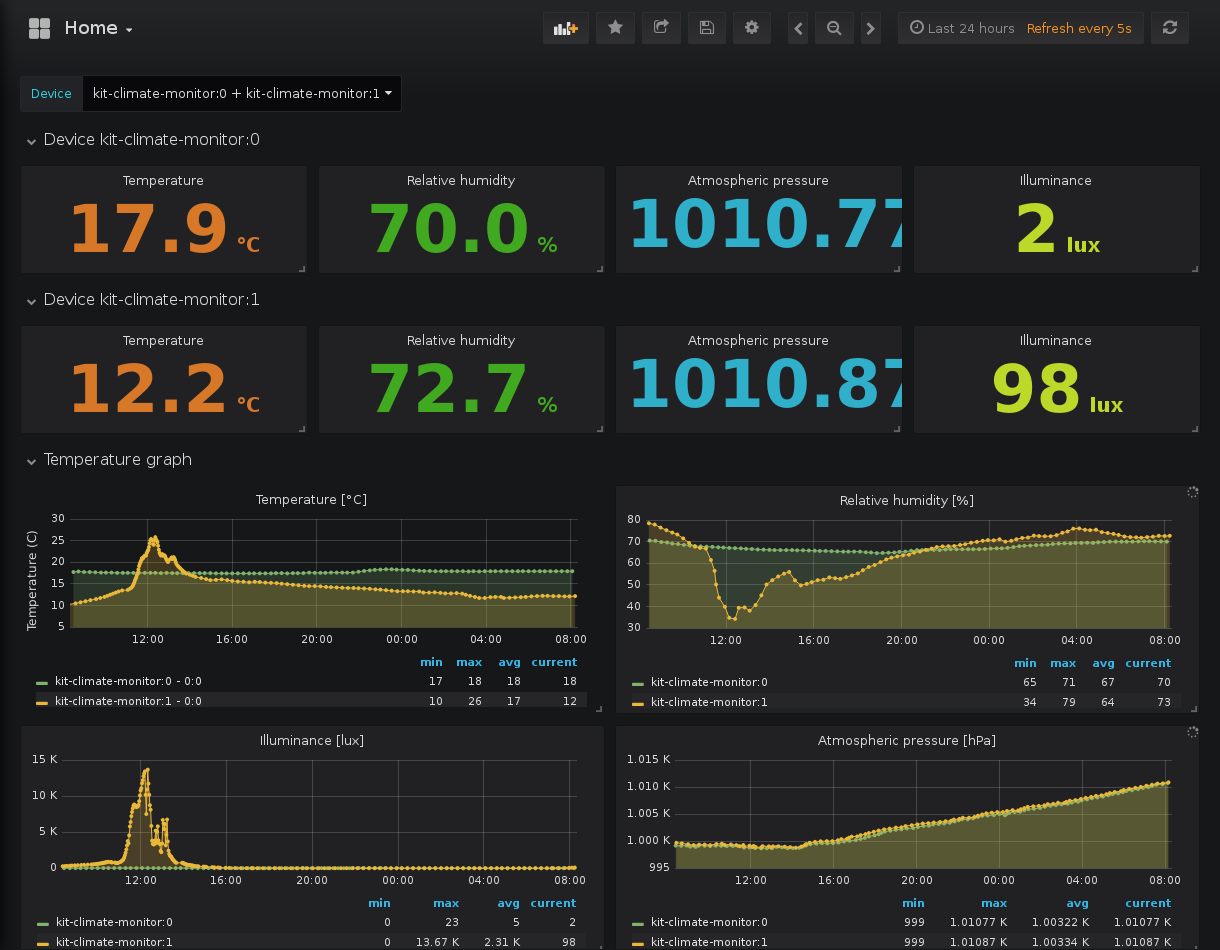 Home
Last 24 hours Refresh every 5s
Device kit-climate-monitor:0 + kit-climate-monitor:1
Device kit-climate-monitor:0
Temperature Relative humidity Atmospheric pressure Illuminance
17.9 °C 70.0 % 1010.77 2 lux
Device kit-climate-monitor:1
Temperature Relative humidity Atmospheric pressure Illuminance
12.2 °C 72.7 % 1010.87 98 lux
Temperature graph
Temperature [°C]
Temperature (C)
30
25
20
15
10
5
12:00 16:00 20:00 00:00 04:00 08:00
min max avg current
kit-climate-monitor:0 - 0:0 17 18 18 18
kit-climate-monitor:1 - 0:0 10 26 17 12
Relative humidity [%]
80
70
60
50
40
30
12:00 16:00 20:00 00:00 04:00 08:00
min max avg current
kit-climate-monitor:0 65 71 67 70
kit-climate-monitor:1 34 79 64 73
Illuminance [lux]
15 K
10 K
5 K
0
12:00 16:00 20:00 00:00 04:00 08:00
min max avg current
kit-climate-monitor:0 0 23 5 2
kit-climate-monitor:1 0 13.67 K 2.31 K 98
Atmospheric pressure [hPa]
1.015 K
1.010 K
1.005 K
1.000 K
995
12:00 16:00 20:00 00:00 04:00 08:00
min max avg current
kit-climate-monitor:0 999 1.01077 K 1.00322 K 1.01077 K
kit-climate-monitor:1 999 1.01087 K 1.00334 K 1.01087 K